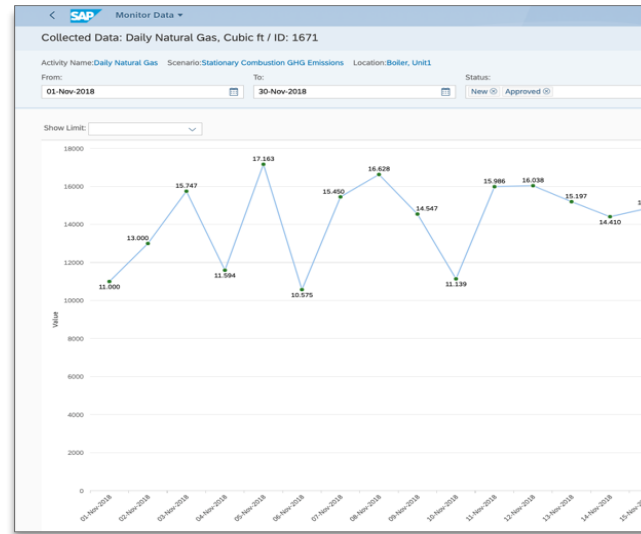 SAP Monitor Data
Collected Data: Daily Natural Gas, Cubic ft / ID: 1671
Activity Name:Daily Natural Gas Scenario:Stationary Combustion GHG Emissions Location:Boiler, Unit1
From: To: Status:
01-Nov-2018 30-Nov-2018 New Approved
Show Limit:
18000
17.163
16.628
16000
15.986 16.038
15.747
15.450
15.197
14.547
14.410
14000
13.000
12000
11.594
11.139
11.000
10.575
10000
Value
8000
6000
4000
2000
0
01-Nov-2018 02-Nov-2018 03-Nov-2018 04-Nov-2018 05-Nov-2018 06-Nov-2018 07-Nov-2018 08-Nov-2018 09-Nov-2018 10-Nov-2018 11-Nov-2018 12-Nov-2018 13-Nov-2018 14-Nov-2018